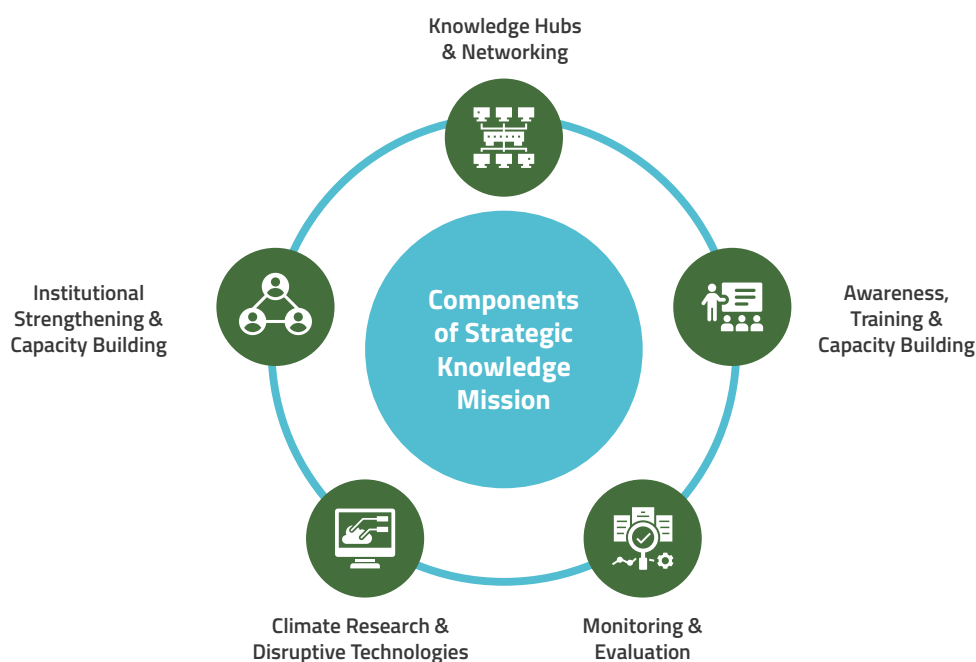 Knowledge Hubs
& Networking
Institutional
Strengthening &
Capacity Building
Components
of Strategic
Knowledge
Mission
Awareness,
Training &
Capacity Building
Climate Research &
Disruptive Technologies
Monitoring &
Evaluation